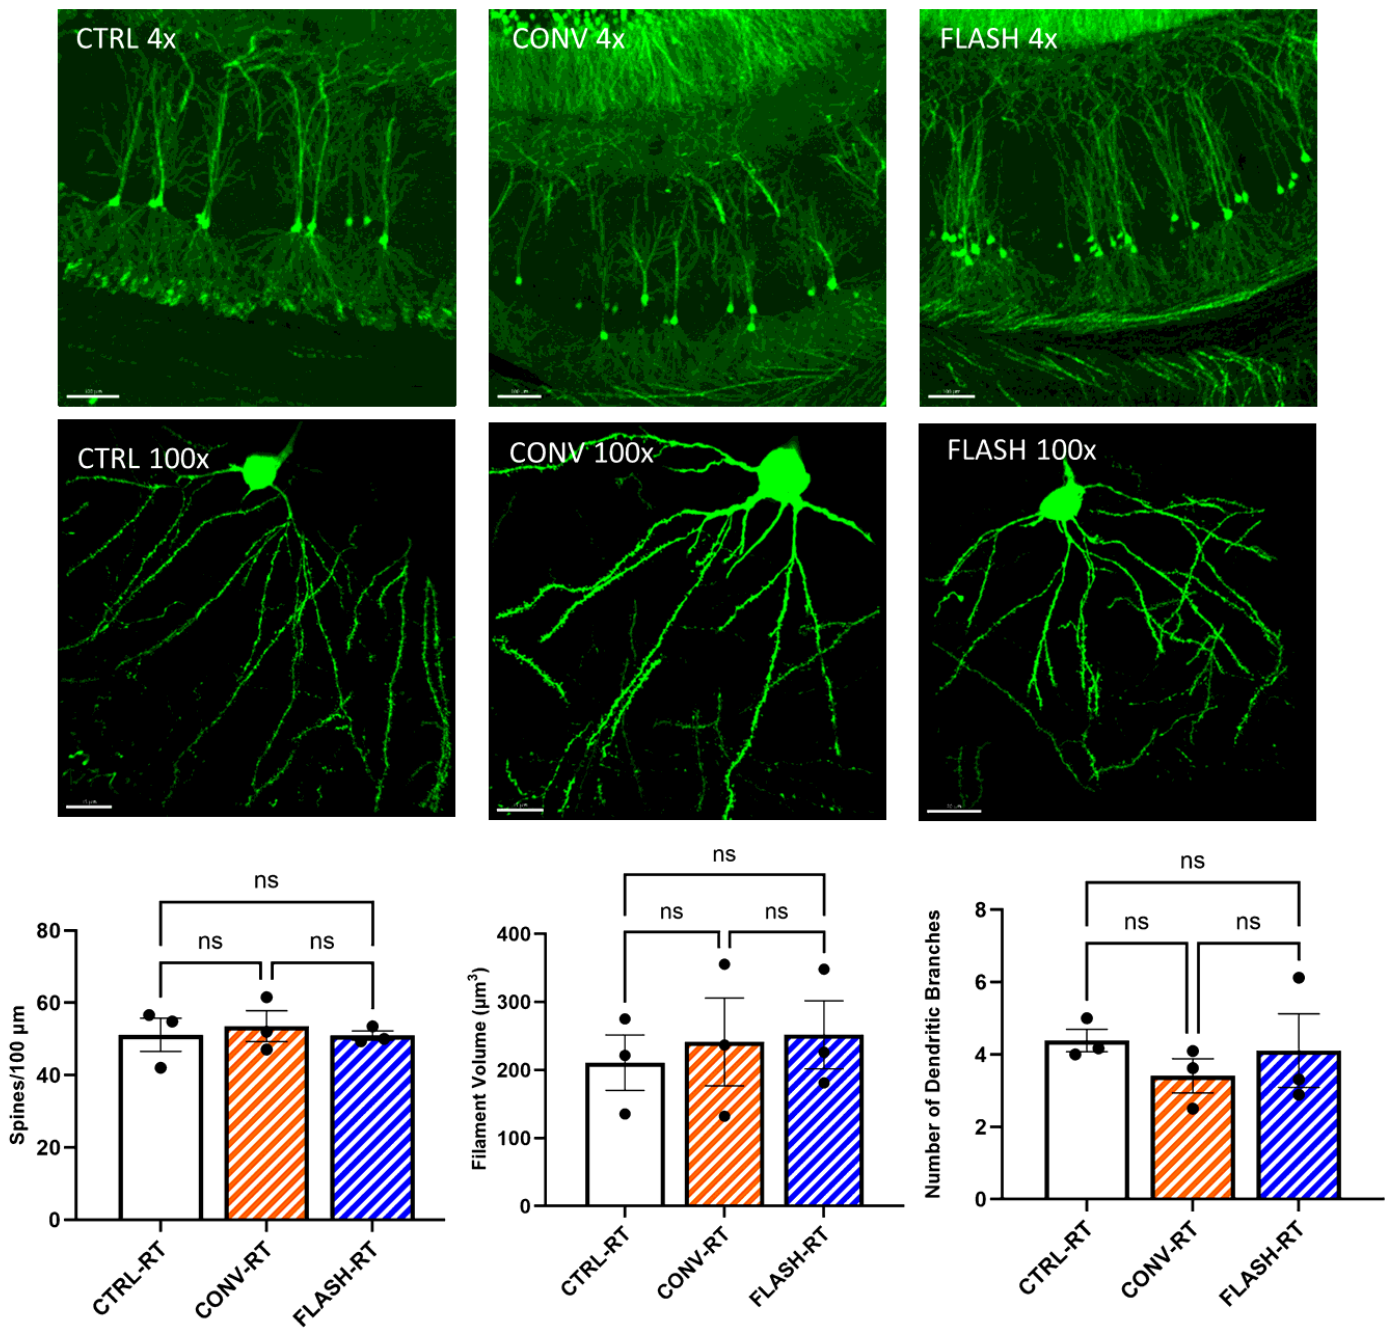 CTRL 4x
CONV 4x
FLASH 4x
CTRL 100x
CONV 100x
FLASH 100x
ns
ns
ns
80
60
40
20
0
Spines/100 µm
CTRL-RT
CONV-RT
FLASH-RT
ns
ns
ns
400
300
200
100
0
Filament Volume (µm³)
CTRL-RT
CONV-RT
FLASH-RT
ns
ns
ns
8
6
4
2
0
Number of Dendritic Branches
CTRL-RT
CONV-RT
FLASH-RT